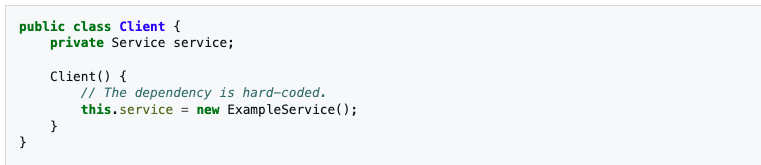 public class Client {
    private Service service;

    Client() {
        // The dependency is hard-coded.
        this.service = new ExampleService();
    }
}